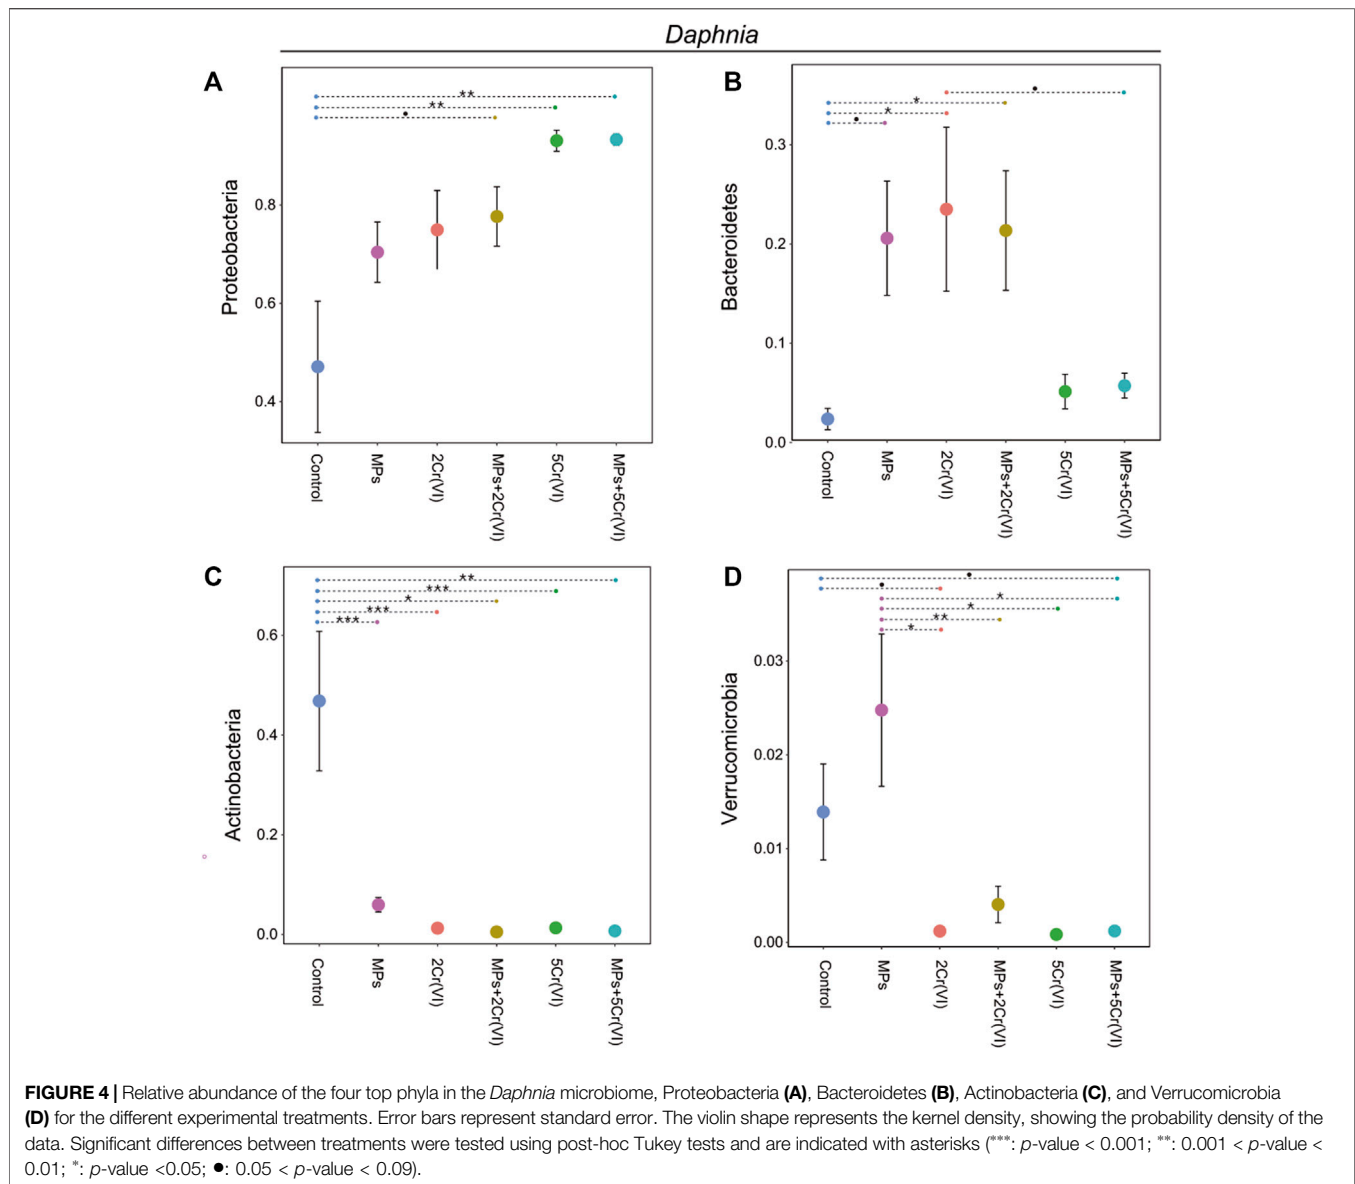 Daphnia
A
**
**
●
Proteobacteria
0.8
0.6
0.4
Control
MPs
2Cr(VI)
MPs+2Cr(VI)
5Cr(VI)
MPs+5Cr(VI)
B
●
*
*
●
Bacteroidetes
0.3
0.2
0.1
0.0
Control
MPs
2Cr(VI)
MPs+2Cr(VI)
5Cr(VI)
MPs+5Cr(VI)
C
**
***
*
***
***
Actinobacteria
0.6
0.4
0.2
0.0
Control
MPs
2Cr(VI)
MPs+2Cr(VI)
5Cr(VI)
MPs+5Cr(VI)
D
●
●
*
*
**
*
Verrucomicrobia
0.03
0.02
0.01
0.00
Control
MPs
2Cr(VI)
MPs+2Cr(VI)
5Cr(VI)
MPs+5Cr(VI)
FIGURE 4 | Relative abundance of the four top phyla in the Daphnia microbiome, Proteobacteria (A), Bacteroidetes (B), Actinobacteria (C), and Verrucomicrobia
(D) for the different experimental treatments. Error bars represent standard error. The violin shape represents the kernel density, showing the probability density of the
data. Significant differences between treatments were tested using post-hoc Tukey tests and are indicated with asterisks (***: p-value < 0.001; **: 0.001 < p-value <
0.01; *: p-value <0.05; ●: 0.05 < p-value < 0.09).